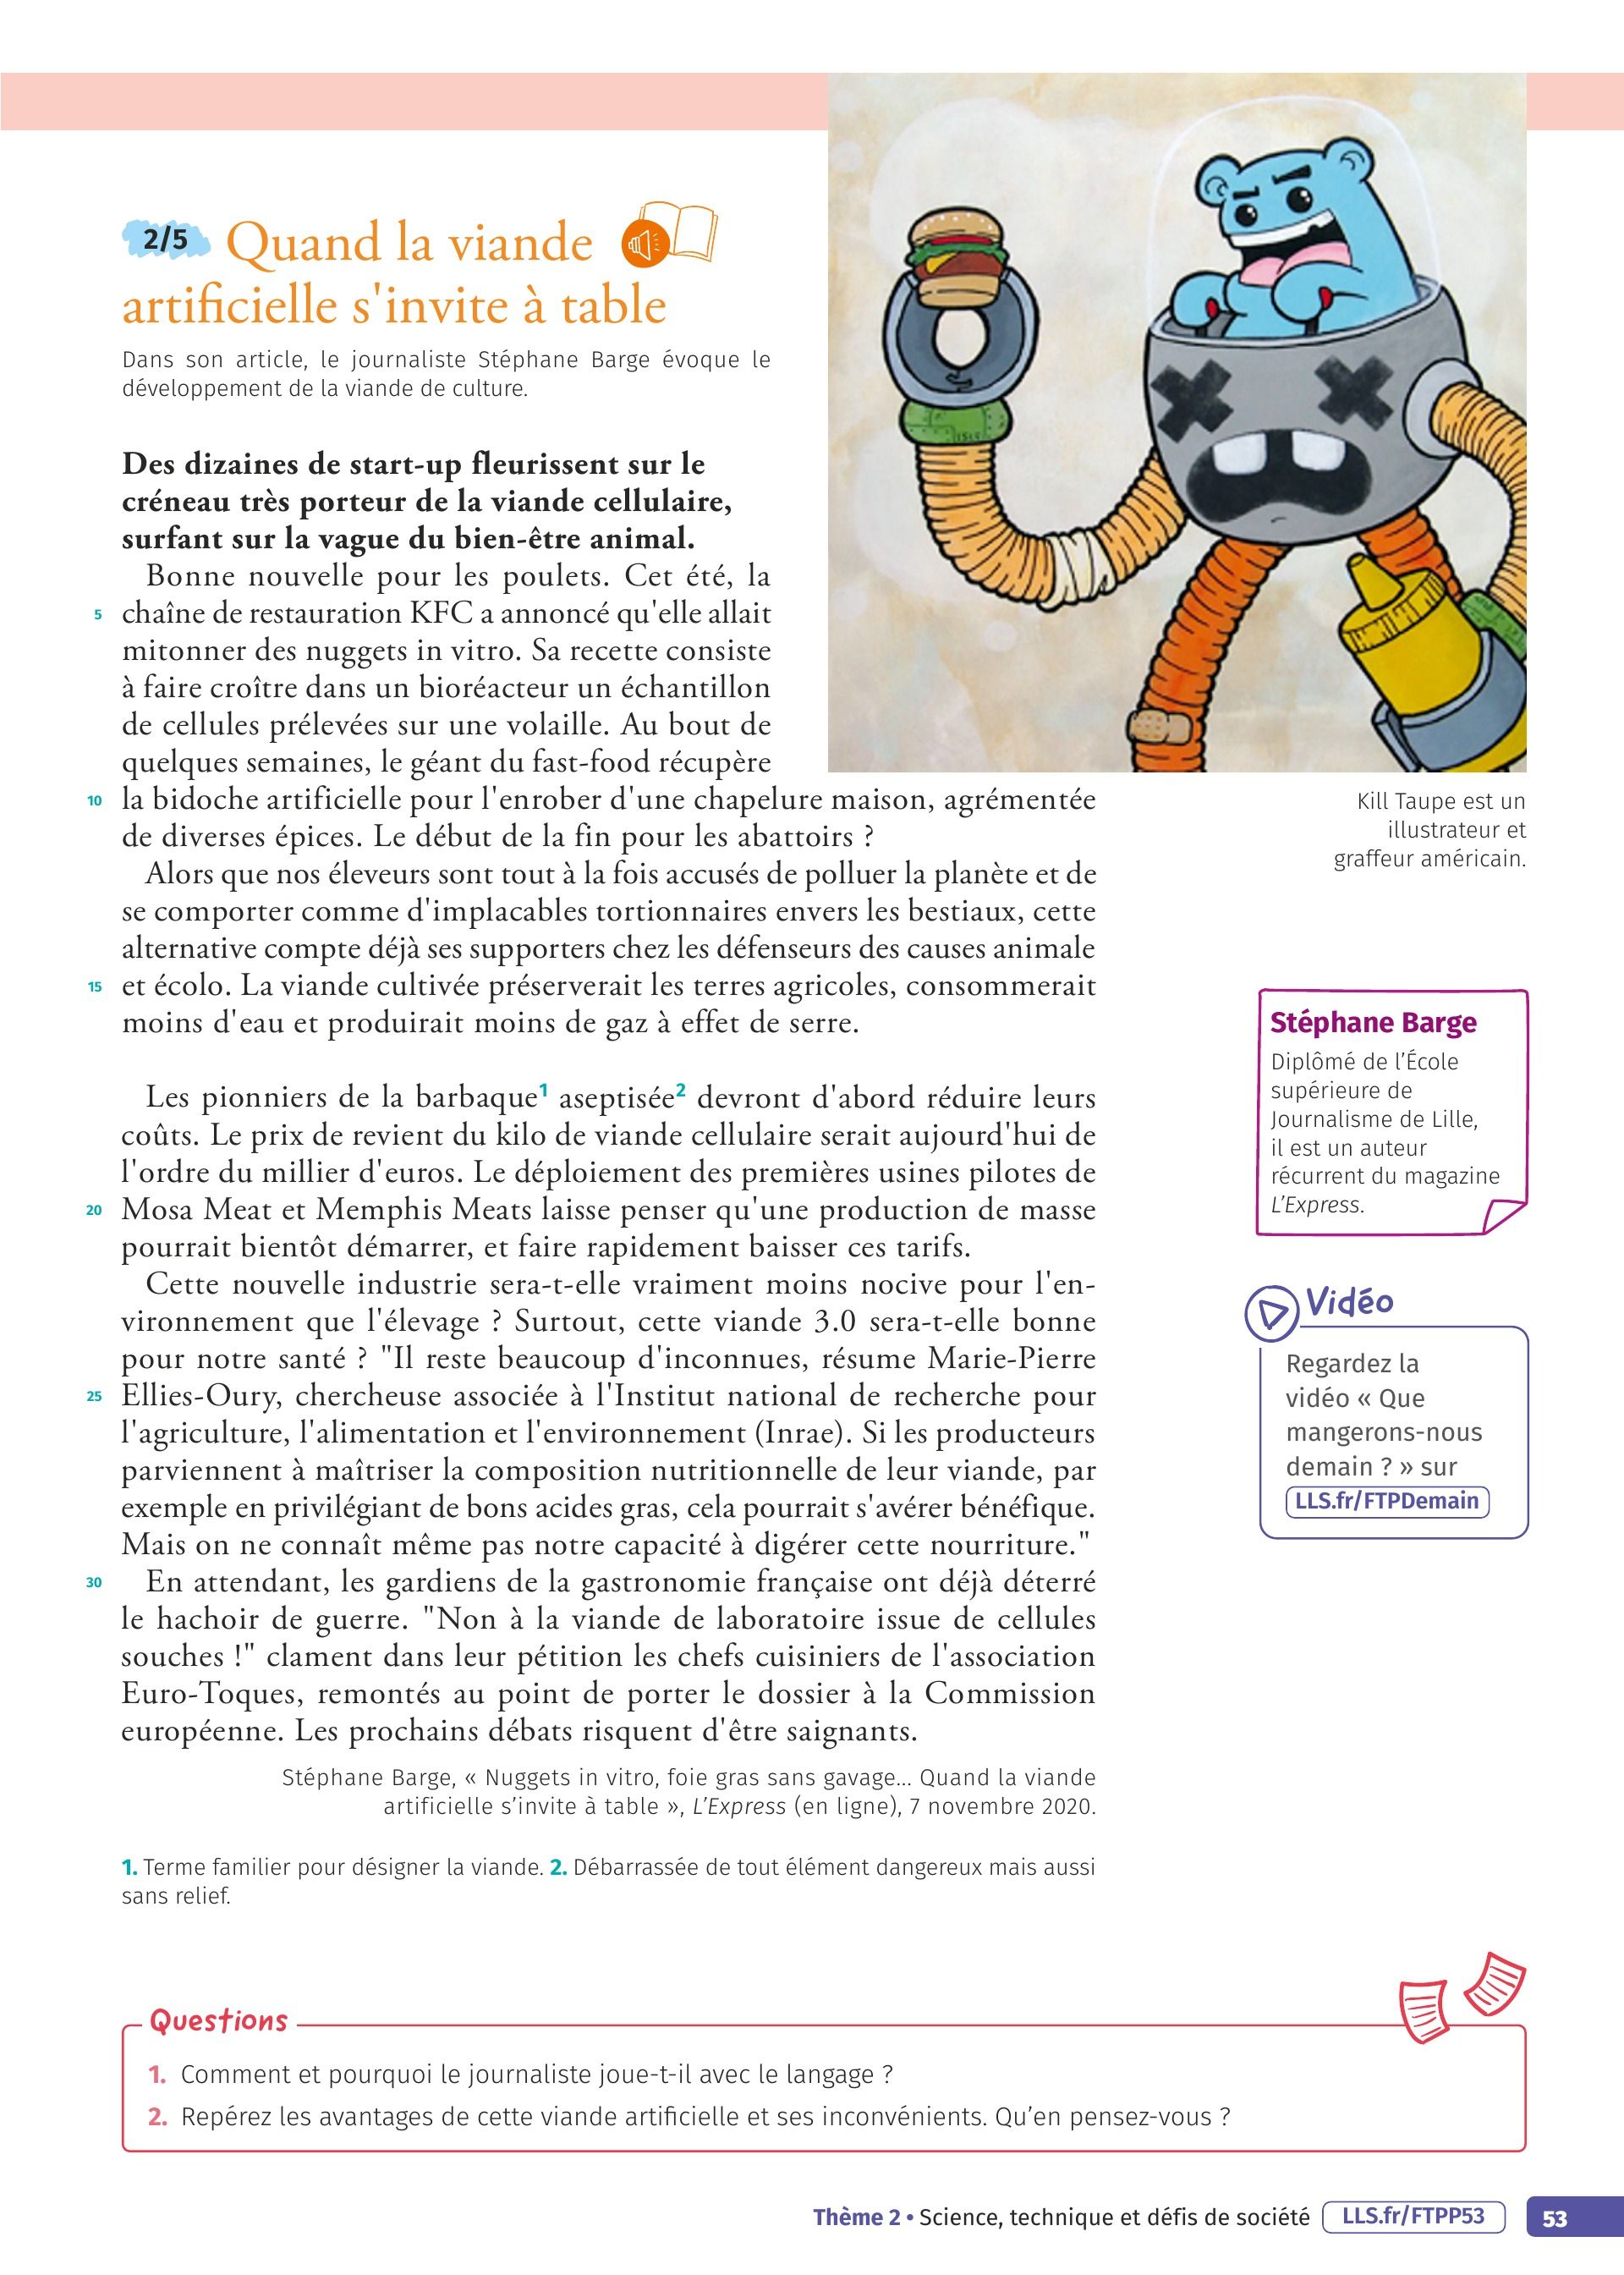 2/5 Quand la viande
artificielle s'invite à table
Dans son article, le journaliste Stéphane Barge évoque le
développement de la viande de culture.
Des dizaines de start-up fleurissent sur le
créneau très porteur de la viande cellulaire,
surfant sur la vague du bien-être animal.
Bonne nouvelle pour les poulets. Cet été, la
5 chaîne de restauration KFC a annoncé qu'elle allait
mitonner des nuggets in vitro. Sa recette consiste
à faire croître dans un bioréacteur un échantillon
de cellules prélevées sur une volaille. Au bout de
quelques semaines, le géant du fast-food récupère
10 la bidoche artificielle pour l'enrober d'une chapelure maison, agrémentée
de diverses épices. Le début de la fin pour les abattoirs ?
Alors que nos éleveurs sont tout à la fois accusés de polluer la planète et de
se comporter comme d'implacables tortionnaires envers les bestiaux, cette
alternative compte déjà ses supporters chez les défenseurs des causes animale
15 et écolo. La viande cultivée préserverait les terres agricoles, consommerait
moins d'eau et produirait moins de gaz à effet de serre.
Les pionniers de la barbaque1 aseptisée2 devront d'abord réduire leurs
coûts. Le prix de revient du kilo de viande cellulaire serait aujourd'hui de
l'ordre du millier d'euros. Le déploiement des premières usines pilotes de
20 Mosa Meat et Memphis Meats laisse penser qu'une production de masse
pourrait bientôt démarrer, et faire rapidement baisser ces tarifs.
Cette nouvelle industrie sera-t-elle vraiment moins nocive pour l'en-
vironnement que l'élevage ? Surtout, cette viande 3.0 sera-t-elle bonne
pour notre santé ? "Il reste beaucoup d'inconnues, résume Marie-Pierre
25 Ellies-Oury, chercheuse associée à l'Institut national de recherche pour
l'agriculture, l'alimentation et l'environnement (Inrae). Si les producteurs
parviennent à maîtriser la composition nutritionnelle de leur viande, par
exemple en privilégiant de bons acides gras, cela pourrait s'avérer bénéfique.
Mais on ne connaît même pas notre capacité à digérer cette nourriture."
30 En attendant, les gardiens de la gastronomie française ont déjà déterré
le hachoir de guerre. "Non à la viande de laboratoire issue de cellules
souches !" clament dans leur pétition les chefs cuisiniers de l'association
Euro-Toques, remontés au point de porter le dossier à la Commission
européenne. Les prochains débats risquent d'être saignants.
Stéphane Barge, « Nuggets in vitro, foie gras sans gavage... Quand la viande
artificielle s'invite à table », L'Express (en ligne), 7 novembre 2020.
1. Terme familier pour désigner la viande. 2. Débarrassée de tout élément dangereux mais aussi
sans relief.
Kill Taupe est un
illustrateur et
graffeur américain.
Stéphane Barge
Diplômé de l'École
supérieure de
Journalisme de Lille,
il est un auteur
récurrent du magazine
L'Express.
Vidéo
Regardez la
vidéo « Que
mangerons-nous
demain ? » sur
LLS.fr/FTPDemain
Questions
1. Comment et pourquoi le journaliste joue-t-il avec le langage ?
2. Repérez les avantages de cette viande artificielle et ses inconvénients. Qu'en pensez-vous ?
Thème 2 • Science, technique et défis de société LLS.fr/FTPP53 53